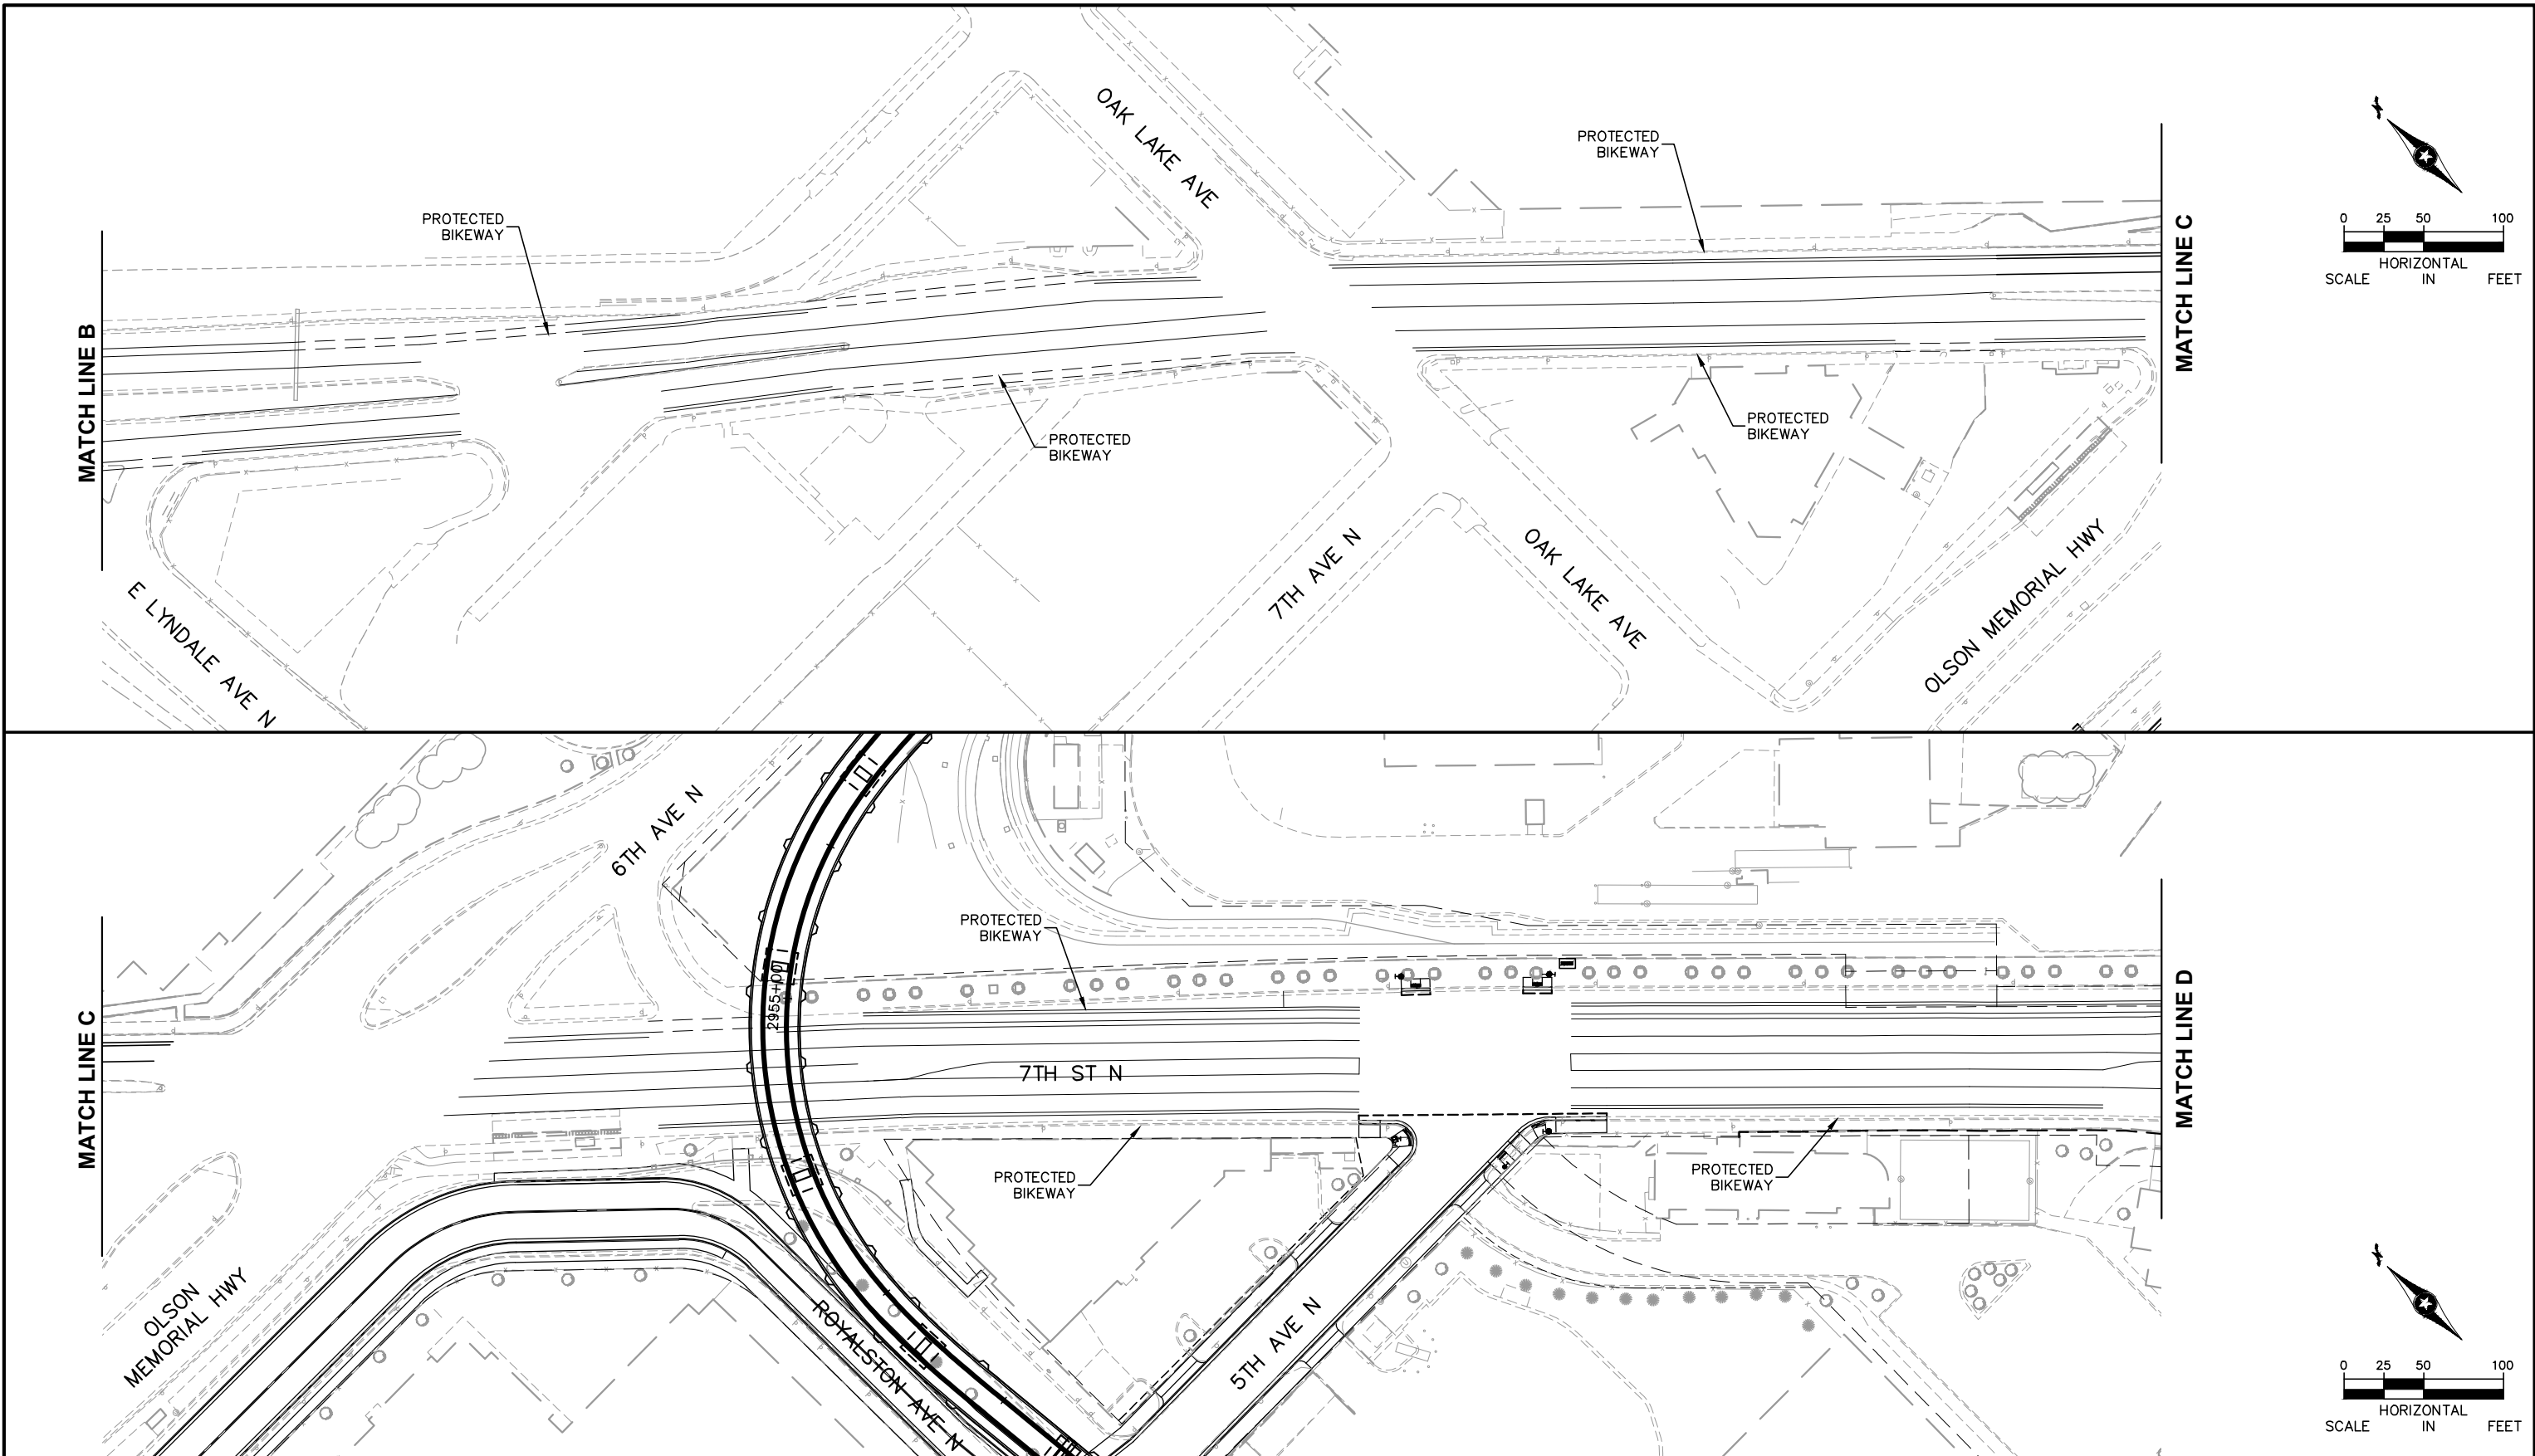 OAK LAKE AVE
PROTECTED
BIKEWAY
PROTECTED
BIKEWAY
0 25 50 100
HORIZONTAL
SCALE IN FEET
MATCH LINE B
MATCH LINE C
PROTECTED
BIKEWAY
PROTECTED
BIKEWAY
E LYNDALE AVE N
7TH AVE N
OAK LAKE AVE
OLSON MEMORIAL HWY
6TH AVE N
PROTECTED
BIKEWAY
2955+00
7TH ST N
MATCH LINE C
MATCH LINE D
PROTECTED
BIKEWAY
PROTECTED
BIKEWAY
OLSON
MEMORIAL HWY
ROYALSTON AVE N
5TH AVE N
0 25 50 100
HORIZONTAL
SCALE IN FEET